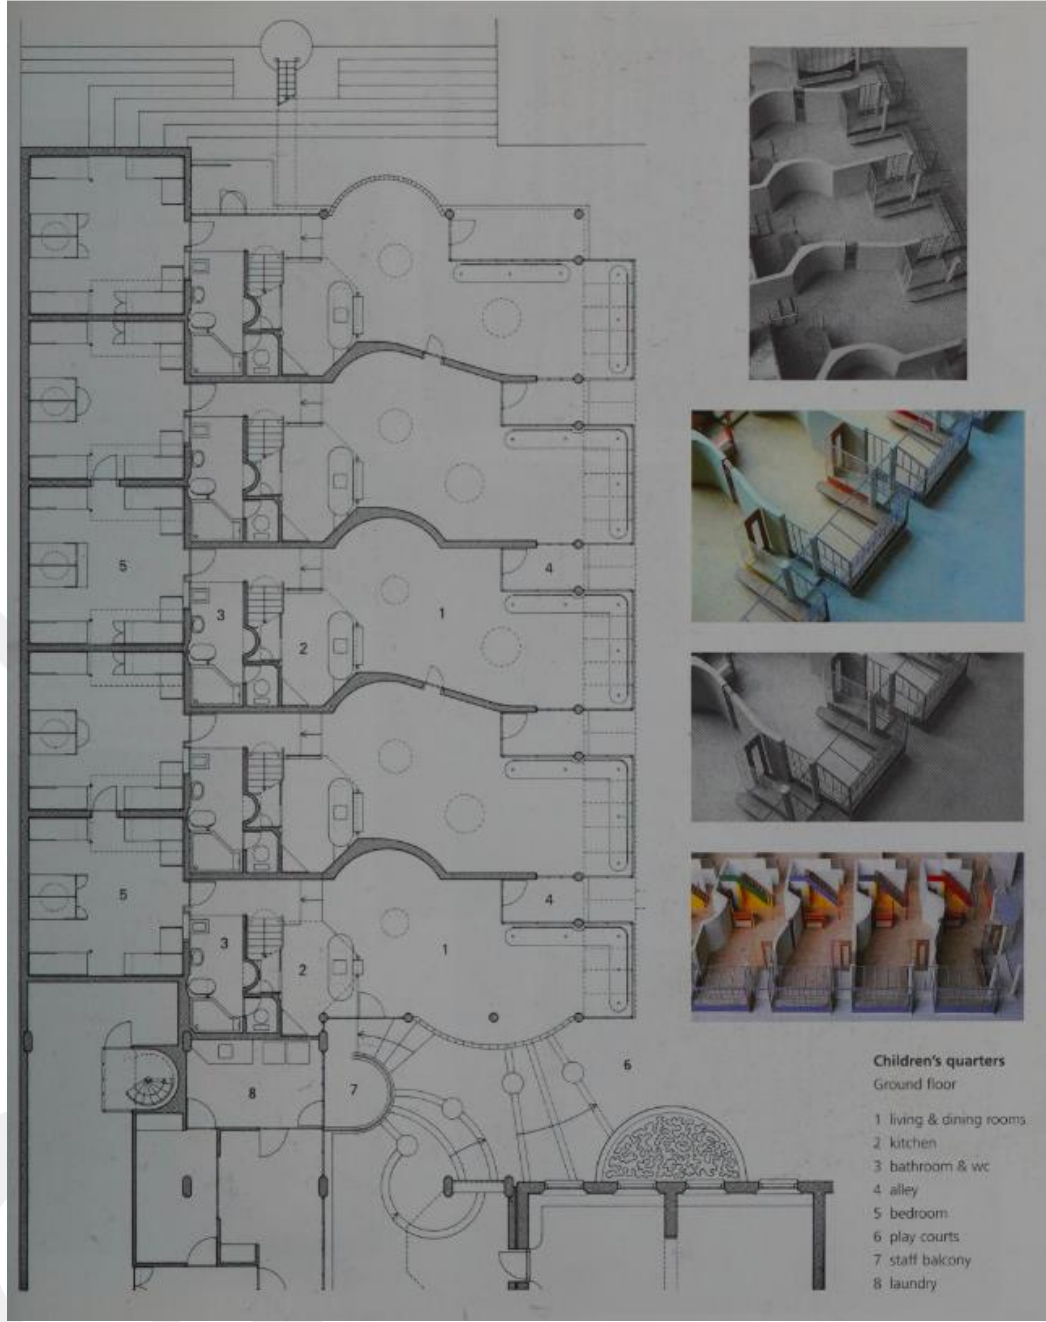 5
4
3
1
2
5
4
3
1
2
6
7
8
Children's quarters
Ground floor
1 living & dining rooms
2 kitchen
3 bathroom & wc
4 alley
5 bedroom
6 play courts
7 staff balcony
8 laundry